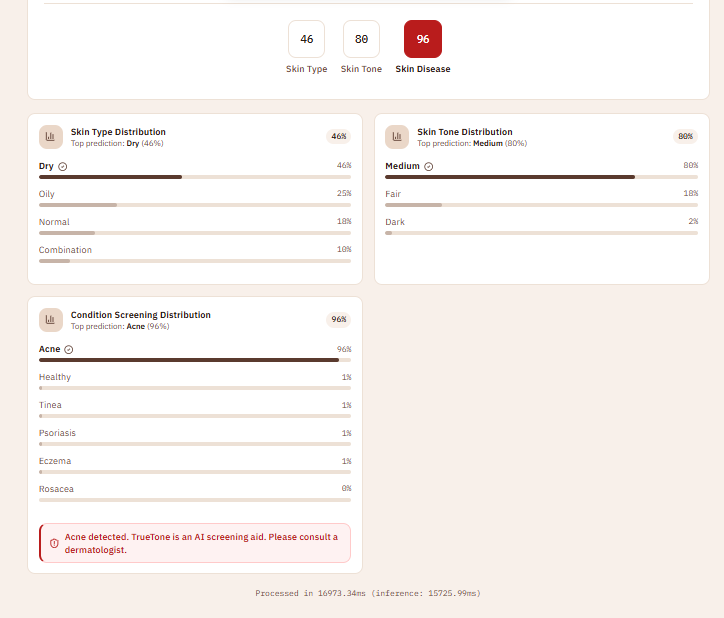 46
80
96
Skin Type
Skin Tone
Skin Disease
Skin Type Distribution
Top prediction: Dry (46%)
46%
Dry
46%
Oily
25%
Normal
18%
Combination
10%
Skin Tone Distribution
Top prediction: Medium (80%)
80%
Medium
80%
Fair
18%
Dark
2%
Condition Screening Distribution
Top prediction: Acne (96%)
96%
Acne
96%
Healthy
1%
Tinea
1%
Psoriasis
1%
Eczema
1%
Rosacea
0%
Acne detected. TrueTone is an AI screening aid. Please consult a
dermatologist.
Processed in 16973.34ms (inference: 15725.99ms)